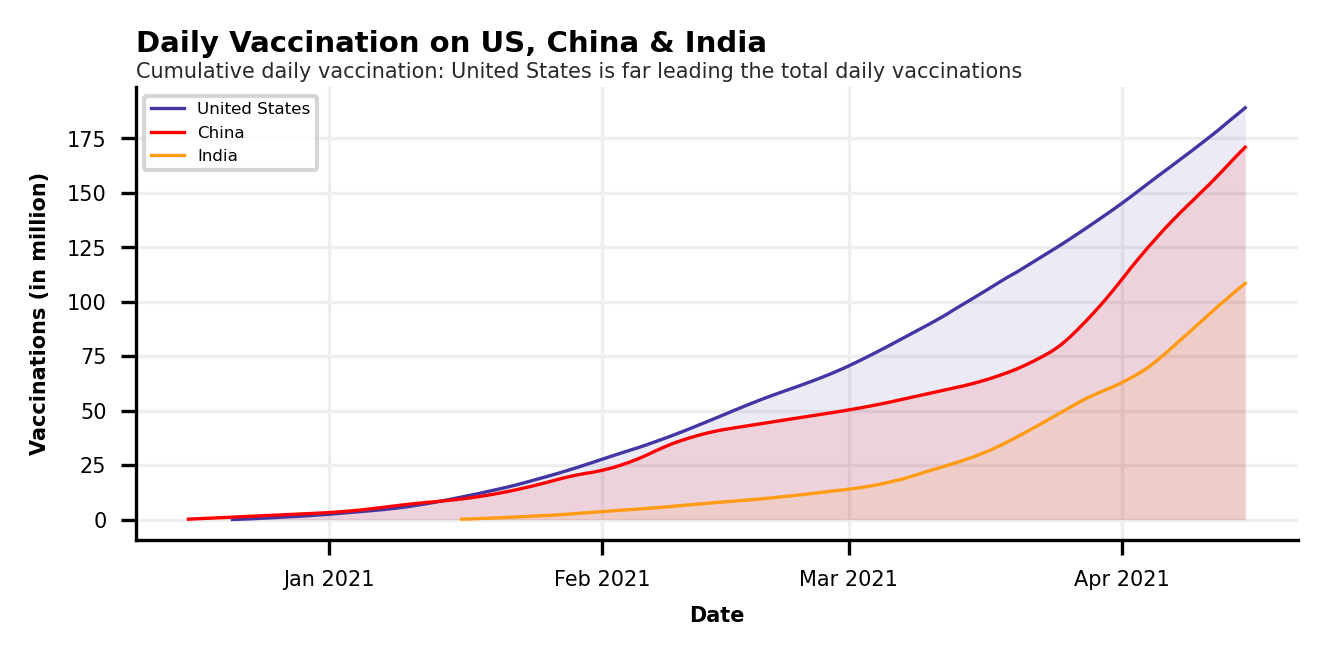 Daily Vaccination on US, China & India
Cumulative daily vaccination: United States is far leading the total daily vaccinations
United States
China
India
Vaccinations (in million)
175
150
125
100
75
50
25
0
Jan 2021 Feb 2021 Mar 2021 Apr 2021
Date